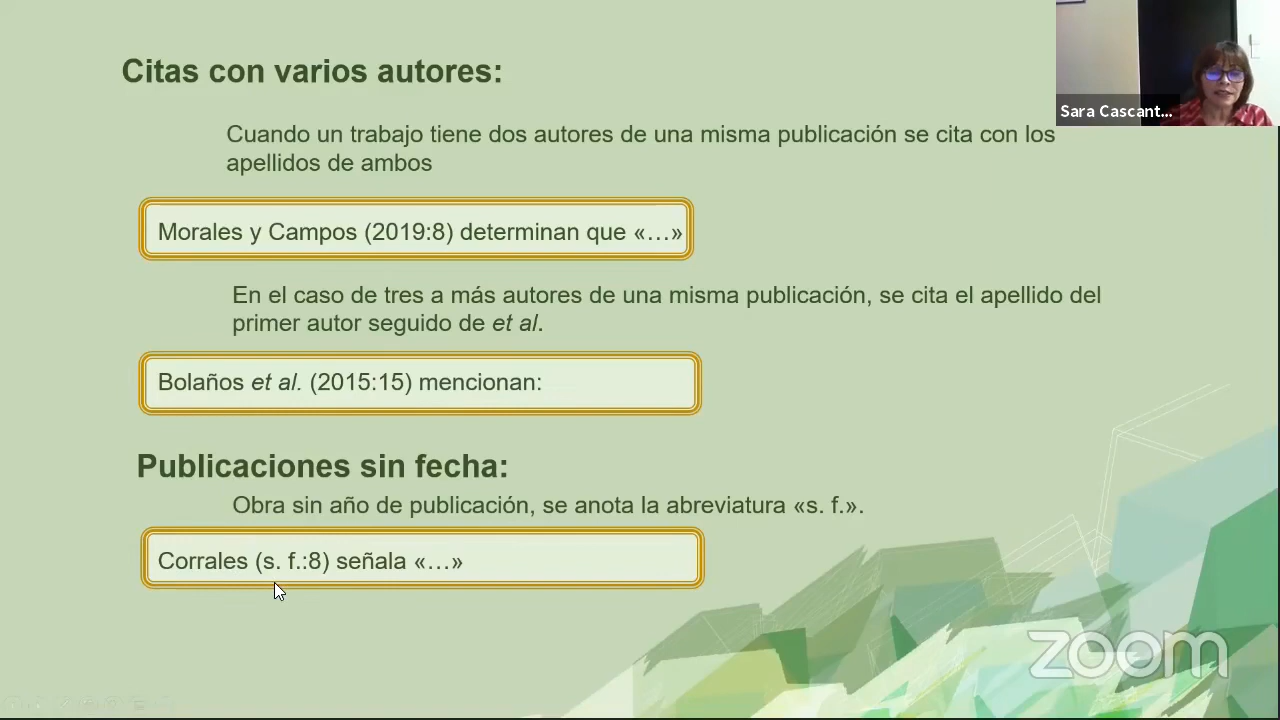 Citas con varios autores:
Sara Cascant...
Cuando un trabajo tiene dos autores de una misma publicación se cita con los
apellidos de ambos
Morales y Campos (2019:8) determinan que «…»
En el caso de tres a más autores de una misma publicación, se cita el apellido del
primer autor seguido de et al.
Bolaños et al. (2015:15) mencionan:
Publicaciones sin fecha:
Obra sin año de publicación, se anota la abreviatura «s. f.».
Corrales (s. f.:8) señala «…»
zoom